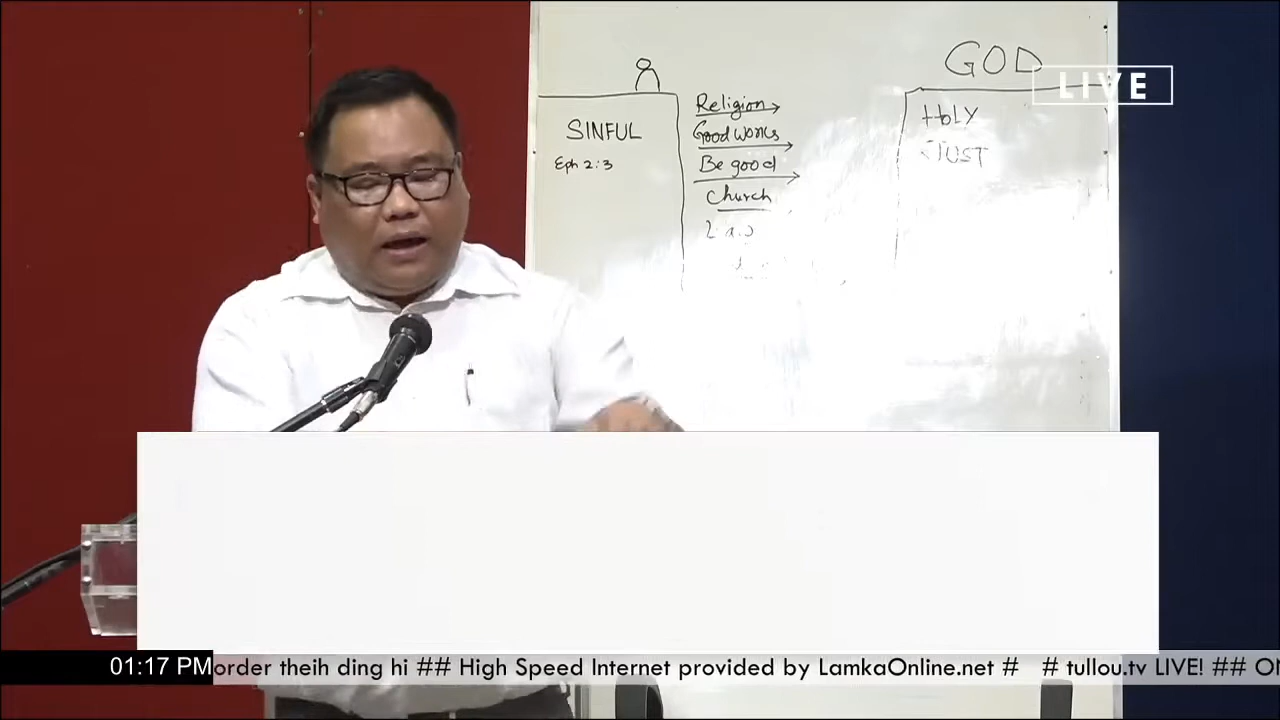 GOD
LIVE
SINFUL
Eph 2:3
Religion
Good works
Be good
Church
HOLY
JUST
01:17 PM
order theih ding hi ## High Speed Internet provided by LamkaOnline.net # # tullou.tv LIVE! ##